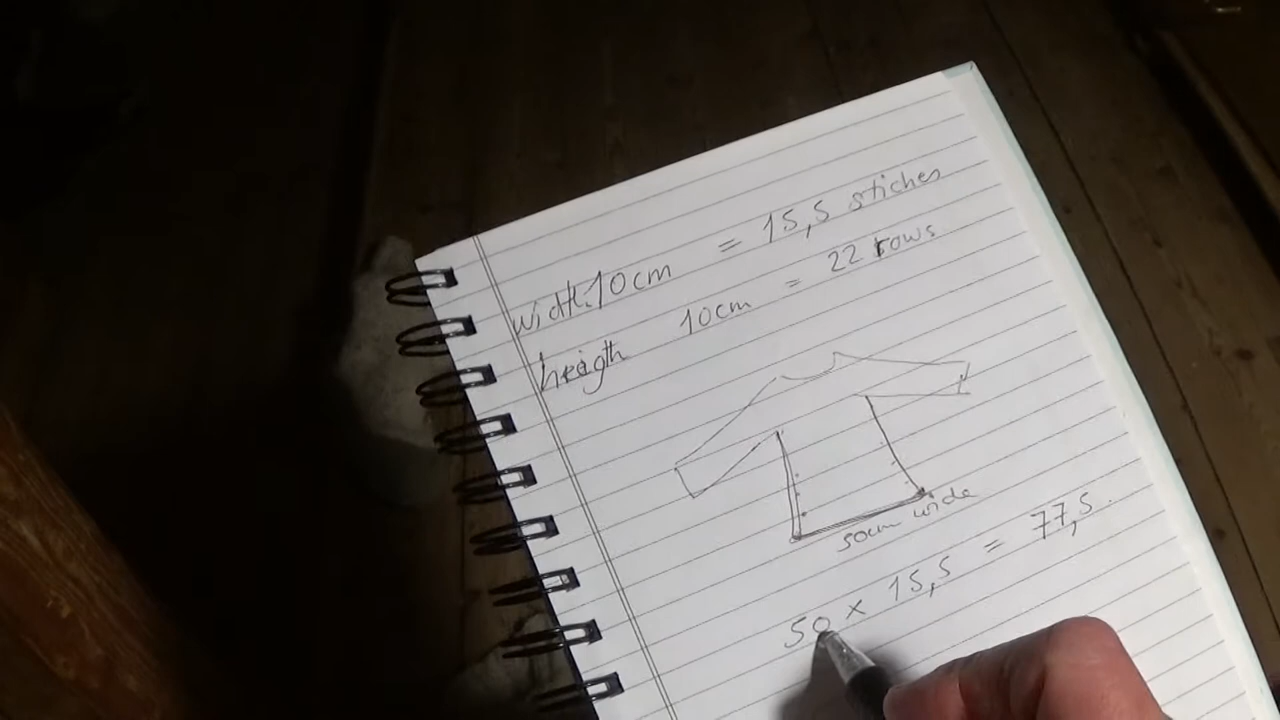 width 10cm = 15,5 stiches
heigth 10cm = 22 rows
50cm wide
50 x 15,5 = 77,5